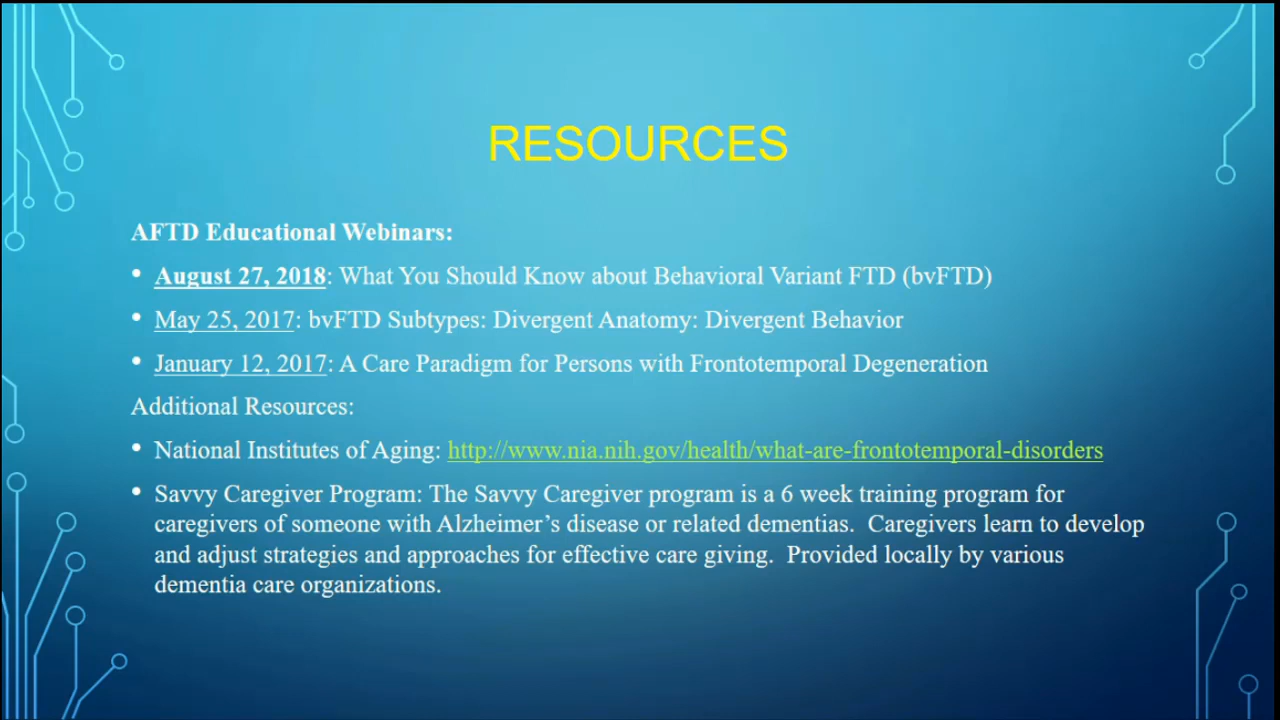 RESOURCES
AFTD Educational Webinars:
• August 27, 2018: What You Should Know about Behavioral Variant FTD (bvFTD)
• May 25, 2017: bvFTD Subtypes: Divergent Anatomy: Divergent Behavior
• January 12, 2017: A Care Paradigm for Persons with Frontotemporal Degeneration
Additional Resources:
• National Institutes of Aging: http://www.nia.nih.gov/health/what-are-frontotemporal-disorders
• Savvy Caregiver Program: The Savvy Caregiver program is a 6 week training program for
caregivers of someone with Alzheimer’s disease or related dementias.  Caregivers learn to develop
and adjust strategies and approaches for effective care giving.  Provided locally by various
dementia care organizations.